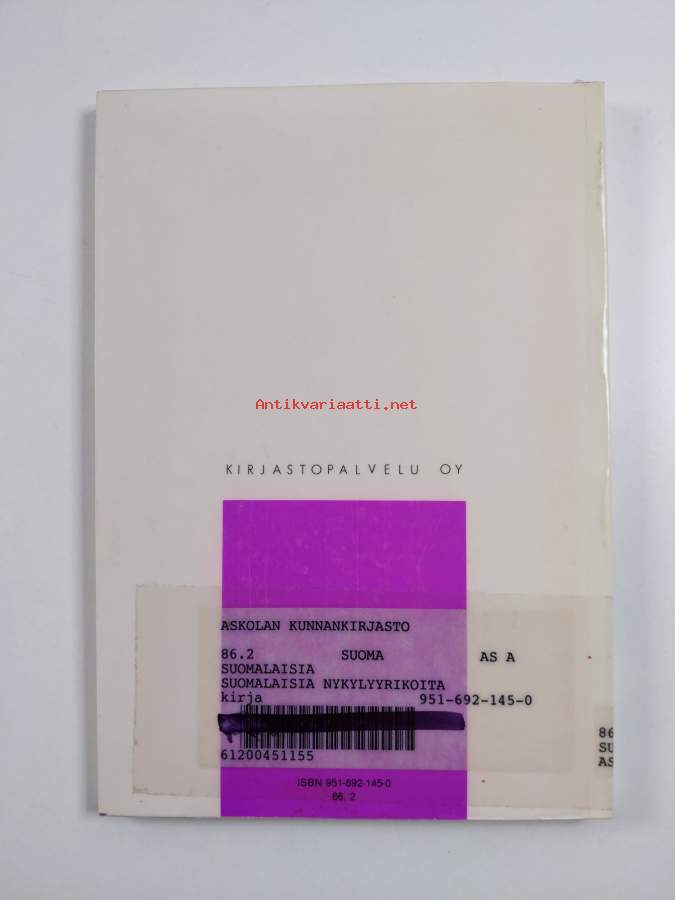 Antikvariaatti.net
KIRJASTOPALVELU OY
ASKOLAN KUNNANKIRJASTO
86.2 SUOMA AS A
SUOMALAISIA
SUOMALAISIA NYKYLYYRIKOITA
kirja 951-692-145-0
61200451155
ISBN 951-692-145-0
86. 2
86
SU
AS